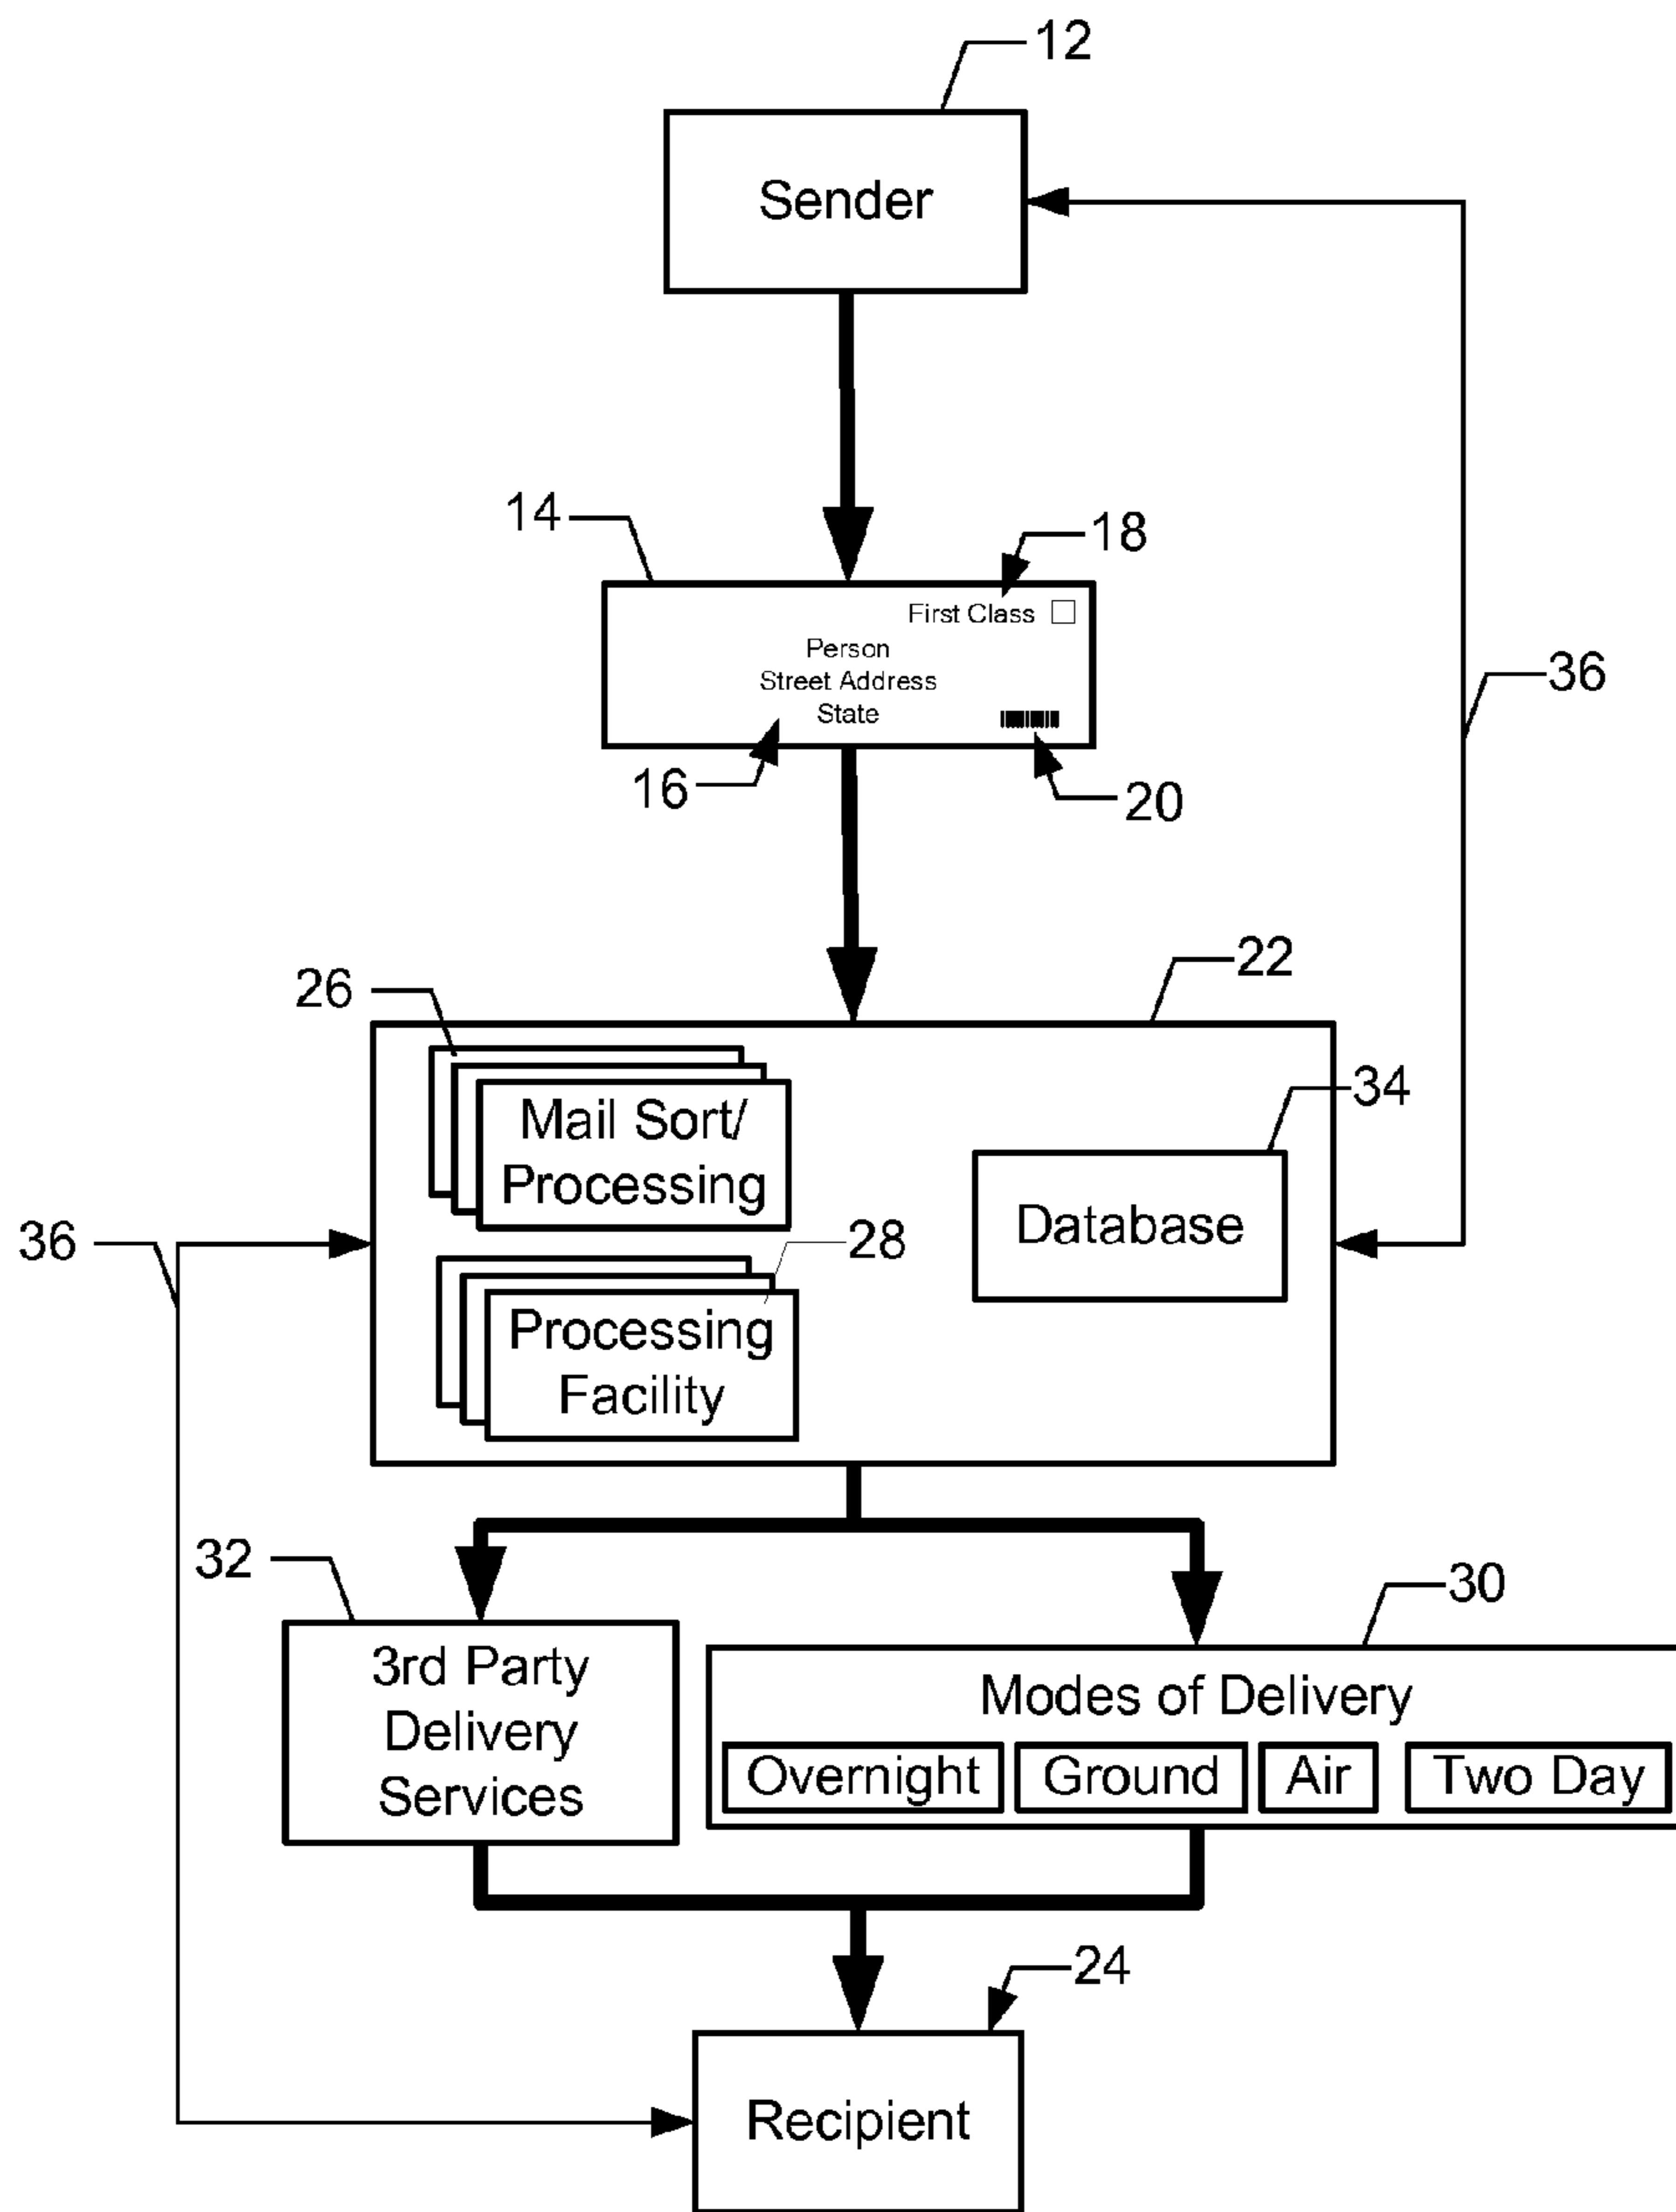 12
Sender
14
18
First Class
Person
Street Address
State
16
20
36
22
26
34
Mail Sort/
Processing
Database
36
28
Processing
Facility
32
30
3rd Party
Delivery
Services
Modes of Delivery
Overnight Ground Air Two Day
24
Recipient